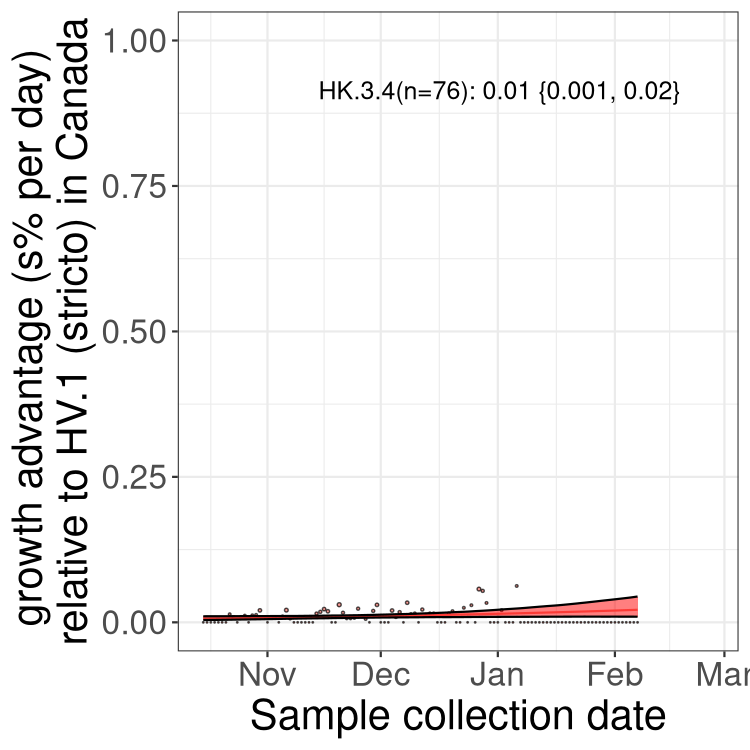 growth advantage (s% per day)
relative to HV.1 (stricto) in Canada
1.00
0.75
0.50
0.25
0.00
HK.3.4(n=76): 0.01 {0.001, 0.02}
Nov Dec Jan Feb Mar
Sample collection date